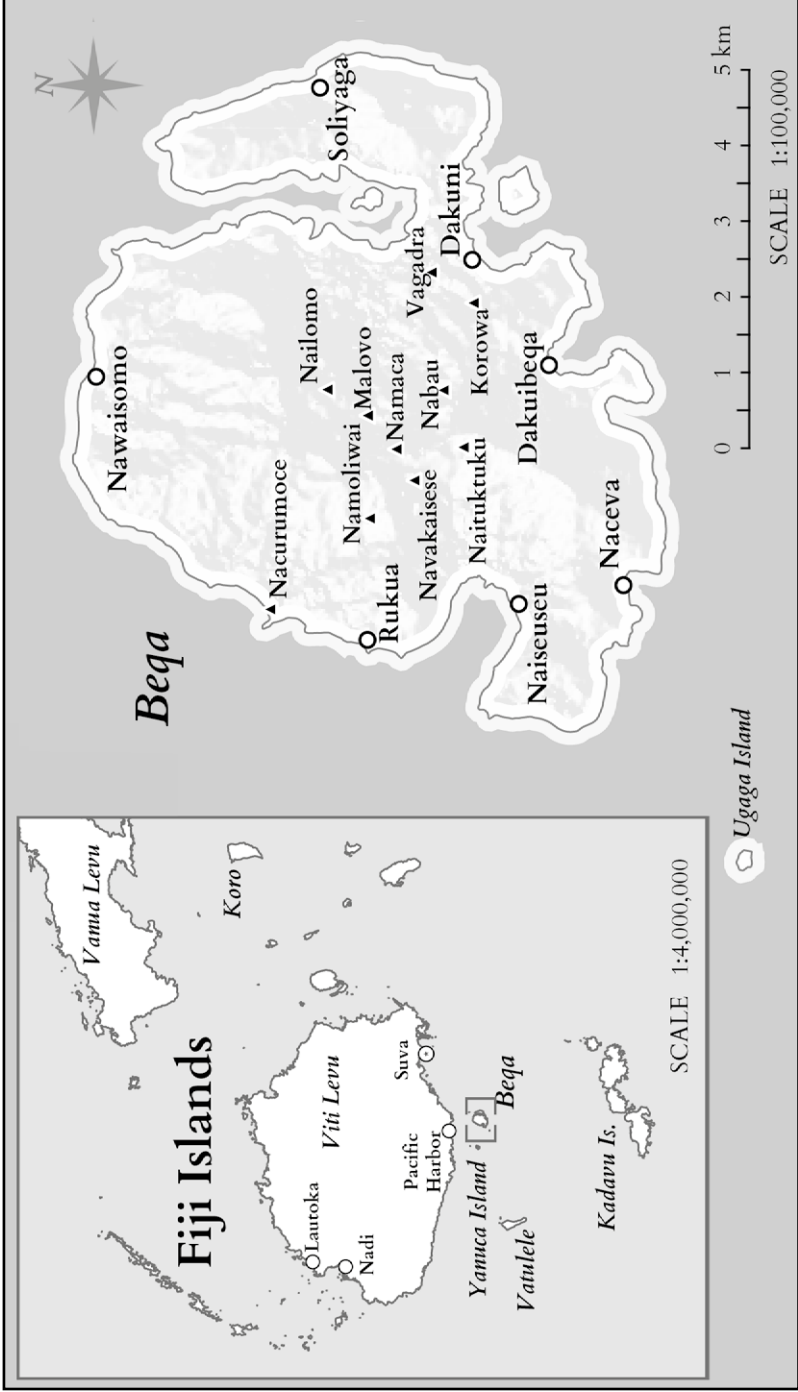 Fiji Islands
Vanua Levu
Koro
Lautoka
Nadi
Viti Levu
Suva
Pacific
Harbor
Yanuca Island
Beqa
Vatulele
Kadavu Is.
SCALE 1:4,000,000
Ugaga Island
Beqa
N
Nawaisomo
Soliyaga
Nacurumoce
Nailomo
Namoliwai
Malovo
Rukua
Namaca
Vagadra
Navakaisese
Nabau
Dakuni
Naituktuku
Korowa
Naiseuseu
Dakuibeqa
Naceva
0 1 2 3 4 5 km
SCALE 1:100,000